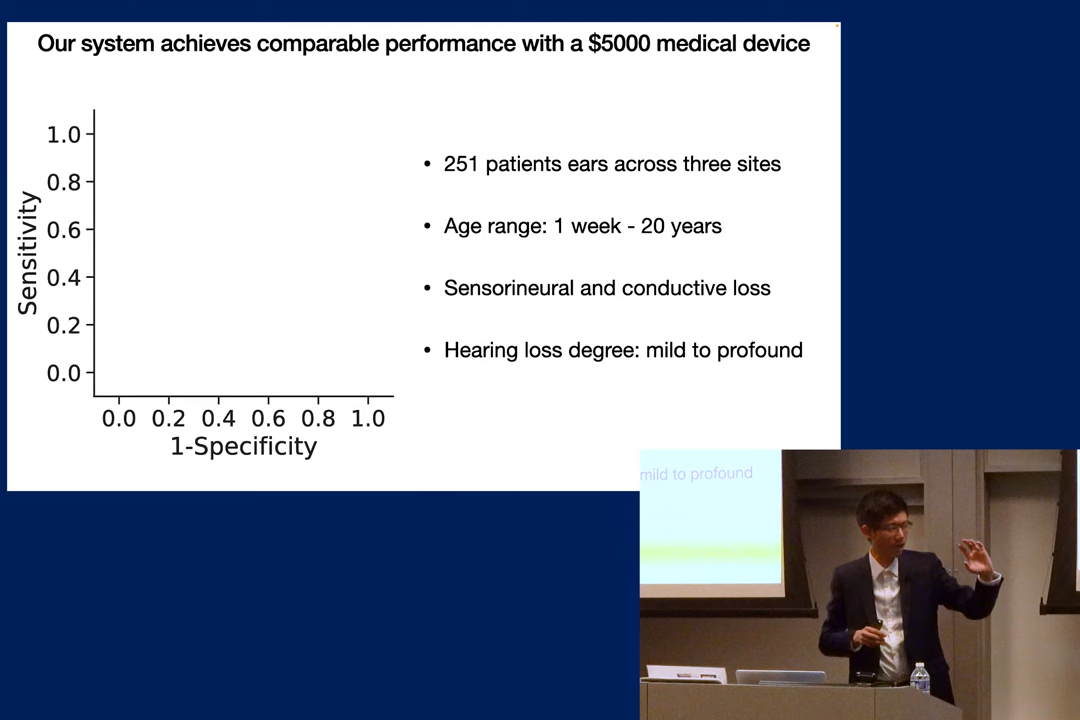 Our system achieves comparable performance with a $5000 medical device
1.0
0.8
0.6
0.4
0.2
0.0
Sensitivity
0.0 0.2 0.4 0.6 0.8 1.0
1-Specificity
• 251 patients ears across three sites
• Age range: 1 week - 20 years
• Sensorineural and conductive loss
• Hearing loss degree: mild to profound
mild to profound